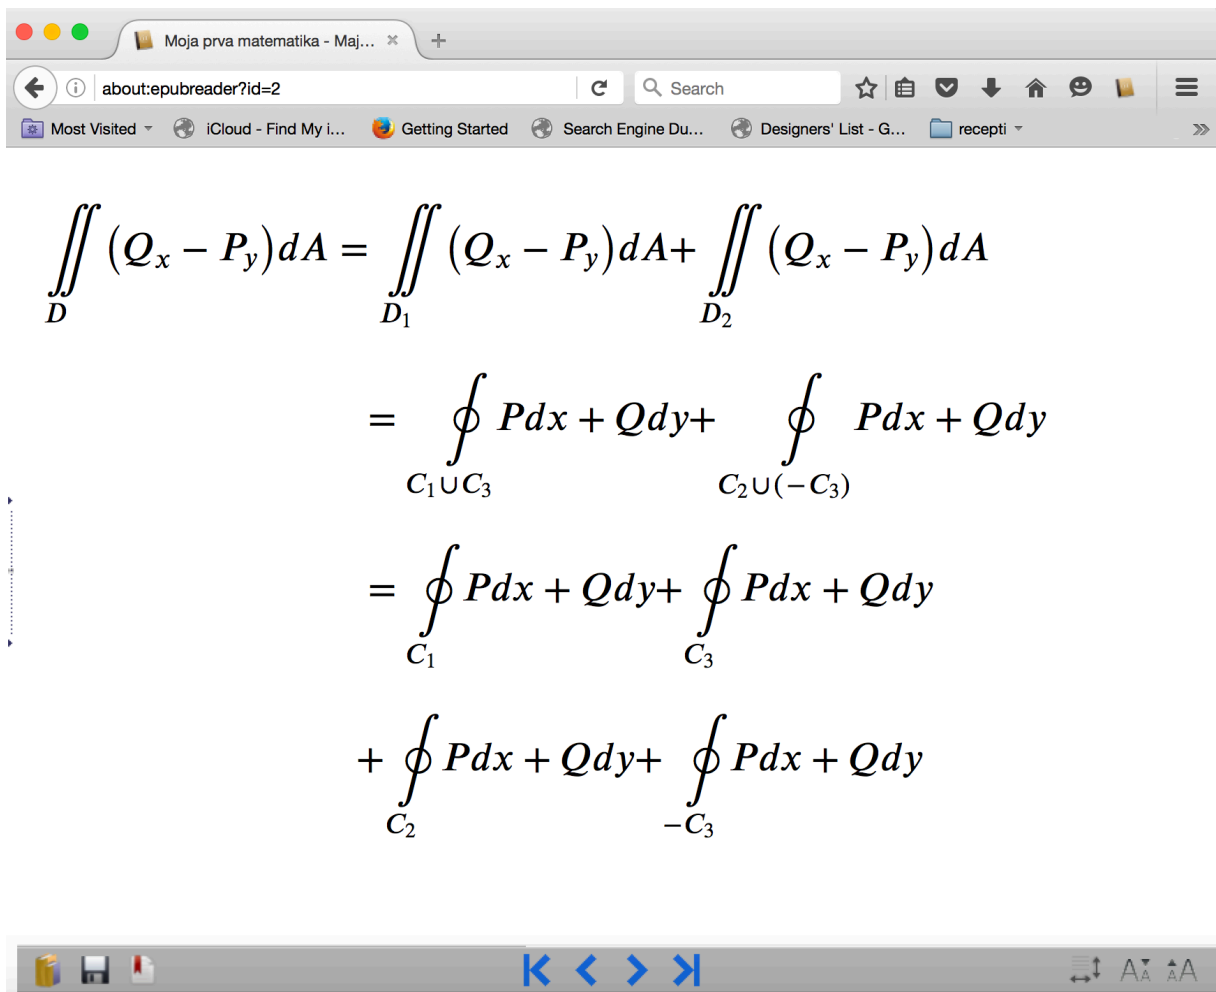 Moja prva matematika - Maj...
about:epubreader?id=2
Search
Most Visited iCloud - Find My i... Getting Started Search Engine Du... Designers' List - G... recepti
∭_D (Q_x − P_y)dA = ∭_{D_1} (Q_x − P_y)dA+ ∭_{D_2} (Q_x − P_y)dA
= ∮_{C_1∪C_3} Pdx + Qdy+ ∮_{C_2∪(−C_3)} Pdx + Qdy
= ∮_{C_1} Pdx + Qdy+ ∮_{C_3} Pdx + Qdy
+ ∮_{C_2} Pdx + Qdy+ ∮_{−C_3} Pdx + Qdy